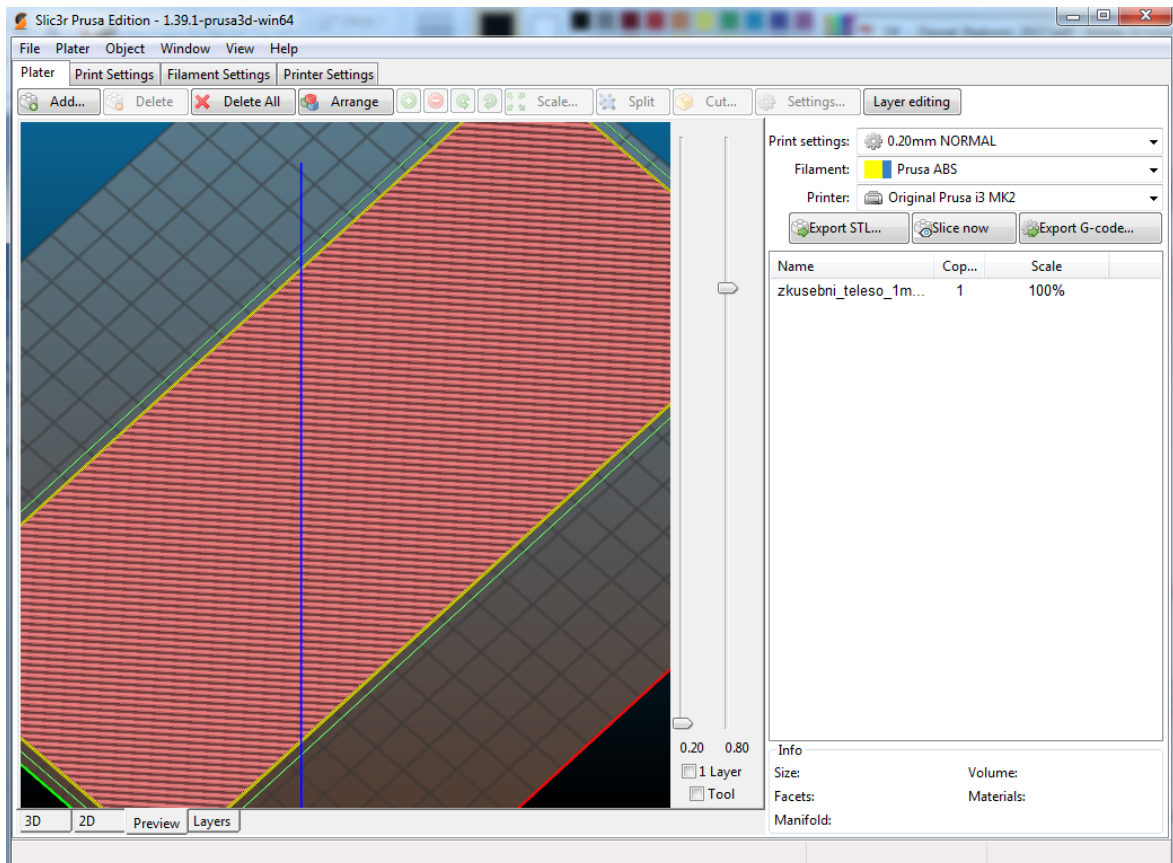 Slic3r Prusa Edition - 1.39.1-prusa3d-win64
File Plater Object Window View Help
Plater Print Settings Filament Settings Printer Settings
Add... Delete Delete All Arrange Scale... Split Cut... Settings... Layer editing
Print settings: 0.20mm NORMAL
Filament: Prusa ABS
Printer: Original Prusa i3 MK2
Export STL... Slice now Export G-code...
Name Cop... Scale
zkusebni_teleso_1m... 1 100%
0.20 0.80
1 Layer
Tool
Info
Size: Volume:
Facets: Materials:
Manifold:
3D 2D Preview Layers